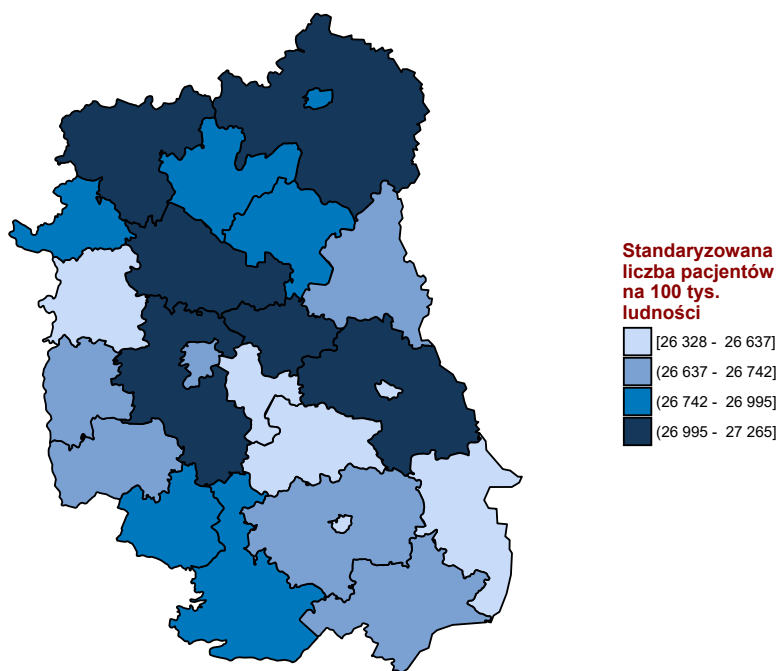 Standaryzowana
liczba pacjentów
na 100 tys.
ludności
[26 328 - 26 637]
(26 637 - 26 742]
(26 742 - 26 995]
(26 995 - 27 265]